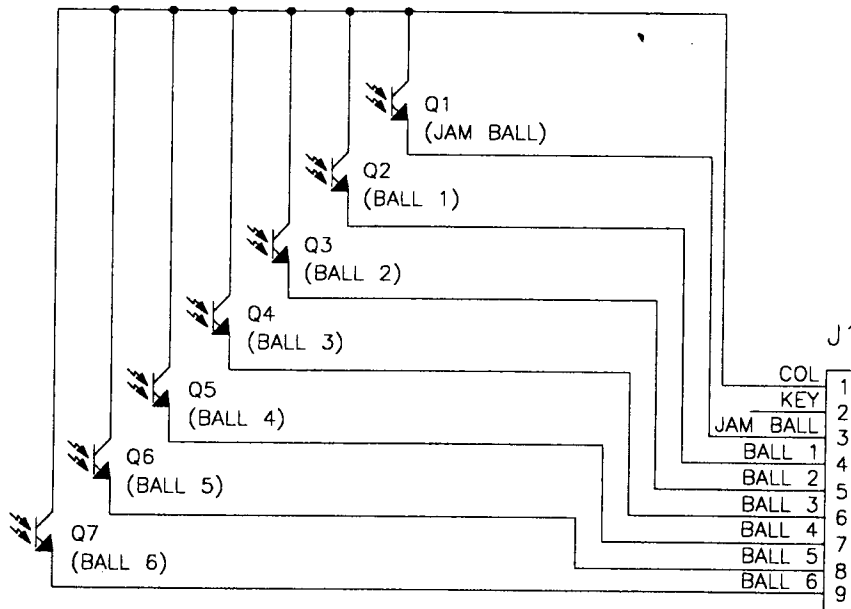 Q1
(JAM BALL)
Q2
(BALL 1)
Q3
(BALL 2)
Q4
(BALL 3)
Q5
(BALL 4)
Q6
(BALL 5)
Q7
(BALL 6)
J1
COL 1
KEY 2
JAM BALL 3
BALL 1 4
BALL 2 5
BALL 3 6
BALL 4 7
BALL 5 8
BALL 6 9